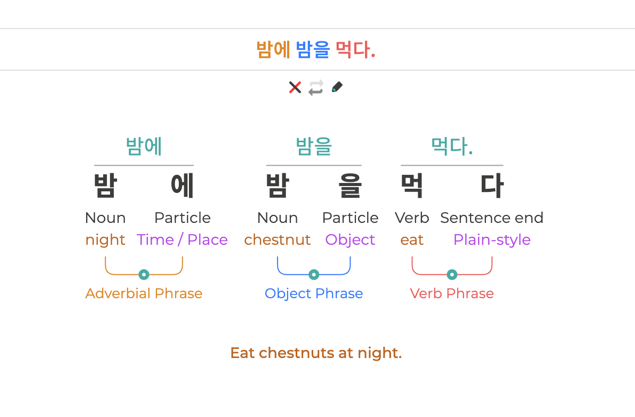 밤에 밤을 먹다.
밤에 밤을 먹다.
밤 에 밤 을 먹 다
Noun Particle Noun Particle Verb Sentence end
night Time / Place chestnut Object eat Plain-style
Adverbial Phrase Object Phrase Verb Phrase
Eat chestnuts at night.